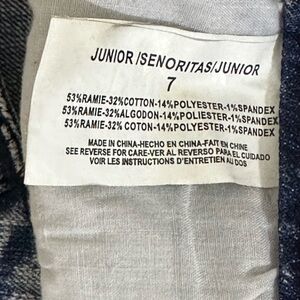 JUNIOR/SENORITAS/JUNIOR
7
53%RAMIE-32%COTTON-14%POLYESTER-1%SPANDEX
53%RAMIE-32%ALGODON-14%POLIESTER-1%SPANDEX
53%RAMIE-32% COTON-14%POLYESTER-1%SPANDEX
MADE IN CHINA-HECHO EN CHINA-FAIT EN CHINE
SEE REVERSE FOR CARE-VER AL REVERSO PARA EL CUIDADO
VOIR LES INSTRUCTIONS D'ENTRETIEN AU DOS